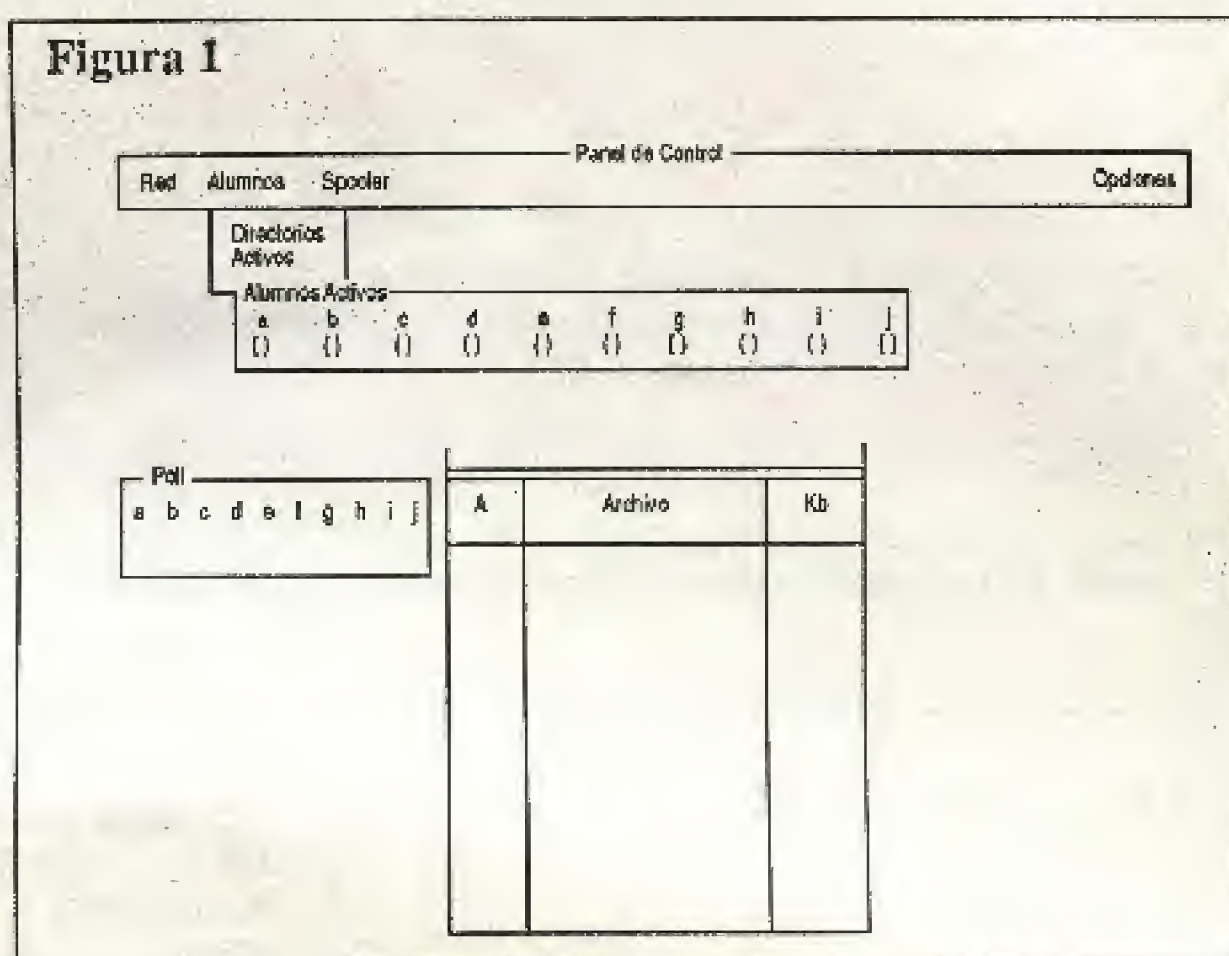 Figura 1
Panel de Control
Red Alumnos Spooler Opciones
Directorios
Activos
Alumnos Activos
a b c d e f g h i j
() () () () () () () () () ()
Poll
a b c d e f g h i j
A Archivo Kb